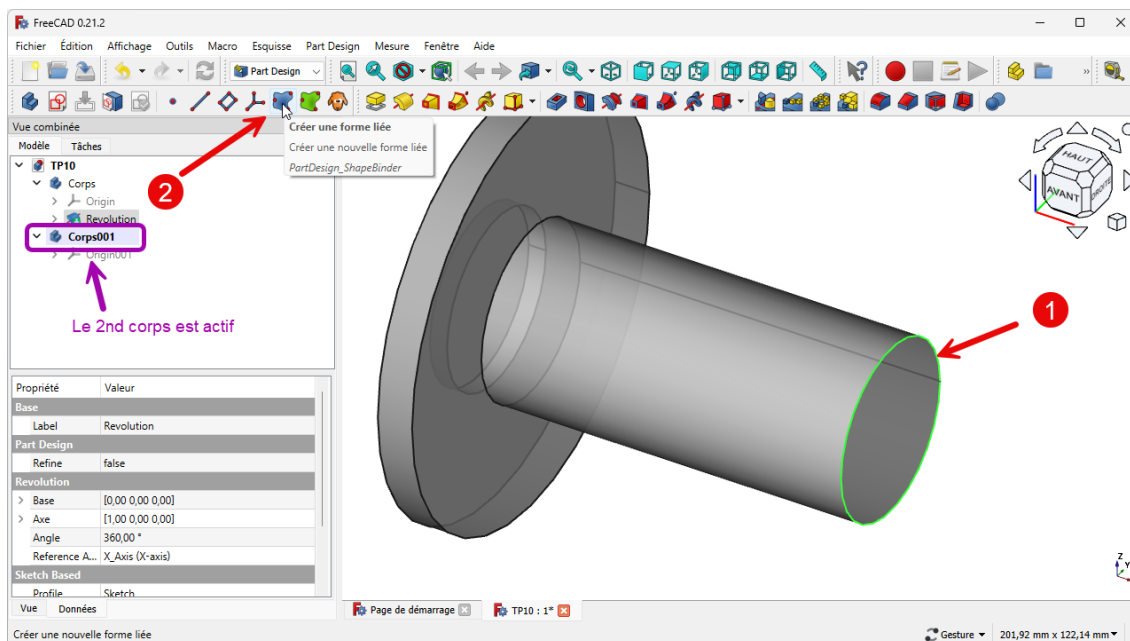 FreeCAD 0.21.2
Fichier Édition Affichage Outils Macro Esquisse Part Design Mesure Fenêtre Aide
Part Design
»
Vue combinée
Modèle Tâches
TP10
Corps
Origin
Revolution
Corps001
Origin001
Le 2nd corps est actif
2
Créer une forme liée
Créer une nouvelle forme liée
PartDesign_ShapeBinder
1
HAUT
AVANT
DROITE
Z
Y
Propriété Valeur
Base
Label Revolution
Part Design
Refine false
Revolution
Base [0,00 0,00 0,00]
Axe [1,00 0,00 0,00]
Angle 360,00 °
Reference A... X_Axis (X-axis)
Sketch Based
Profile Sketch
Vue Données
Page de démarrage
TP10 : 1*
Créer une nouvelle forme liée
Gesture
201,92 mm x 122,14 mm